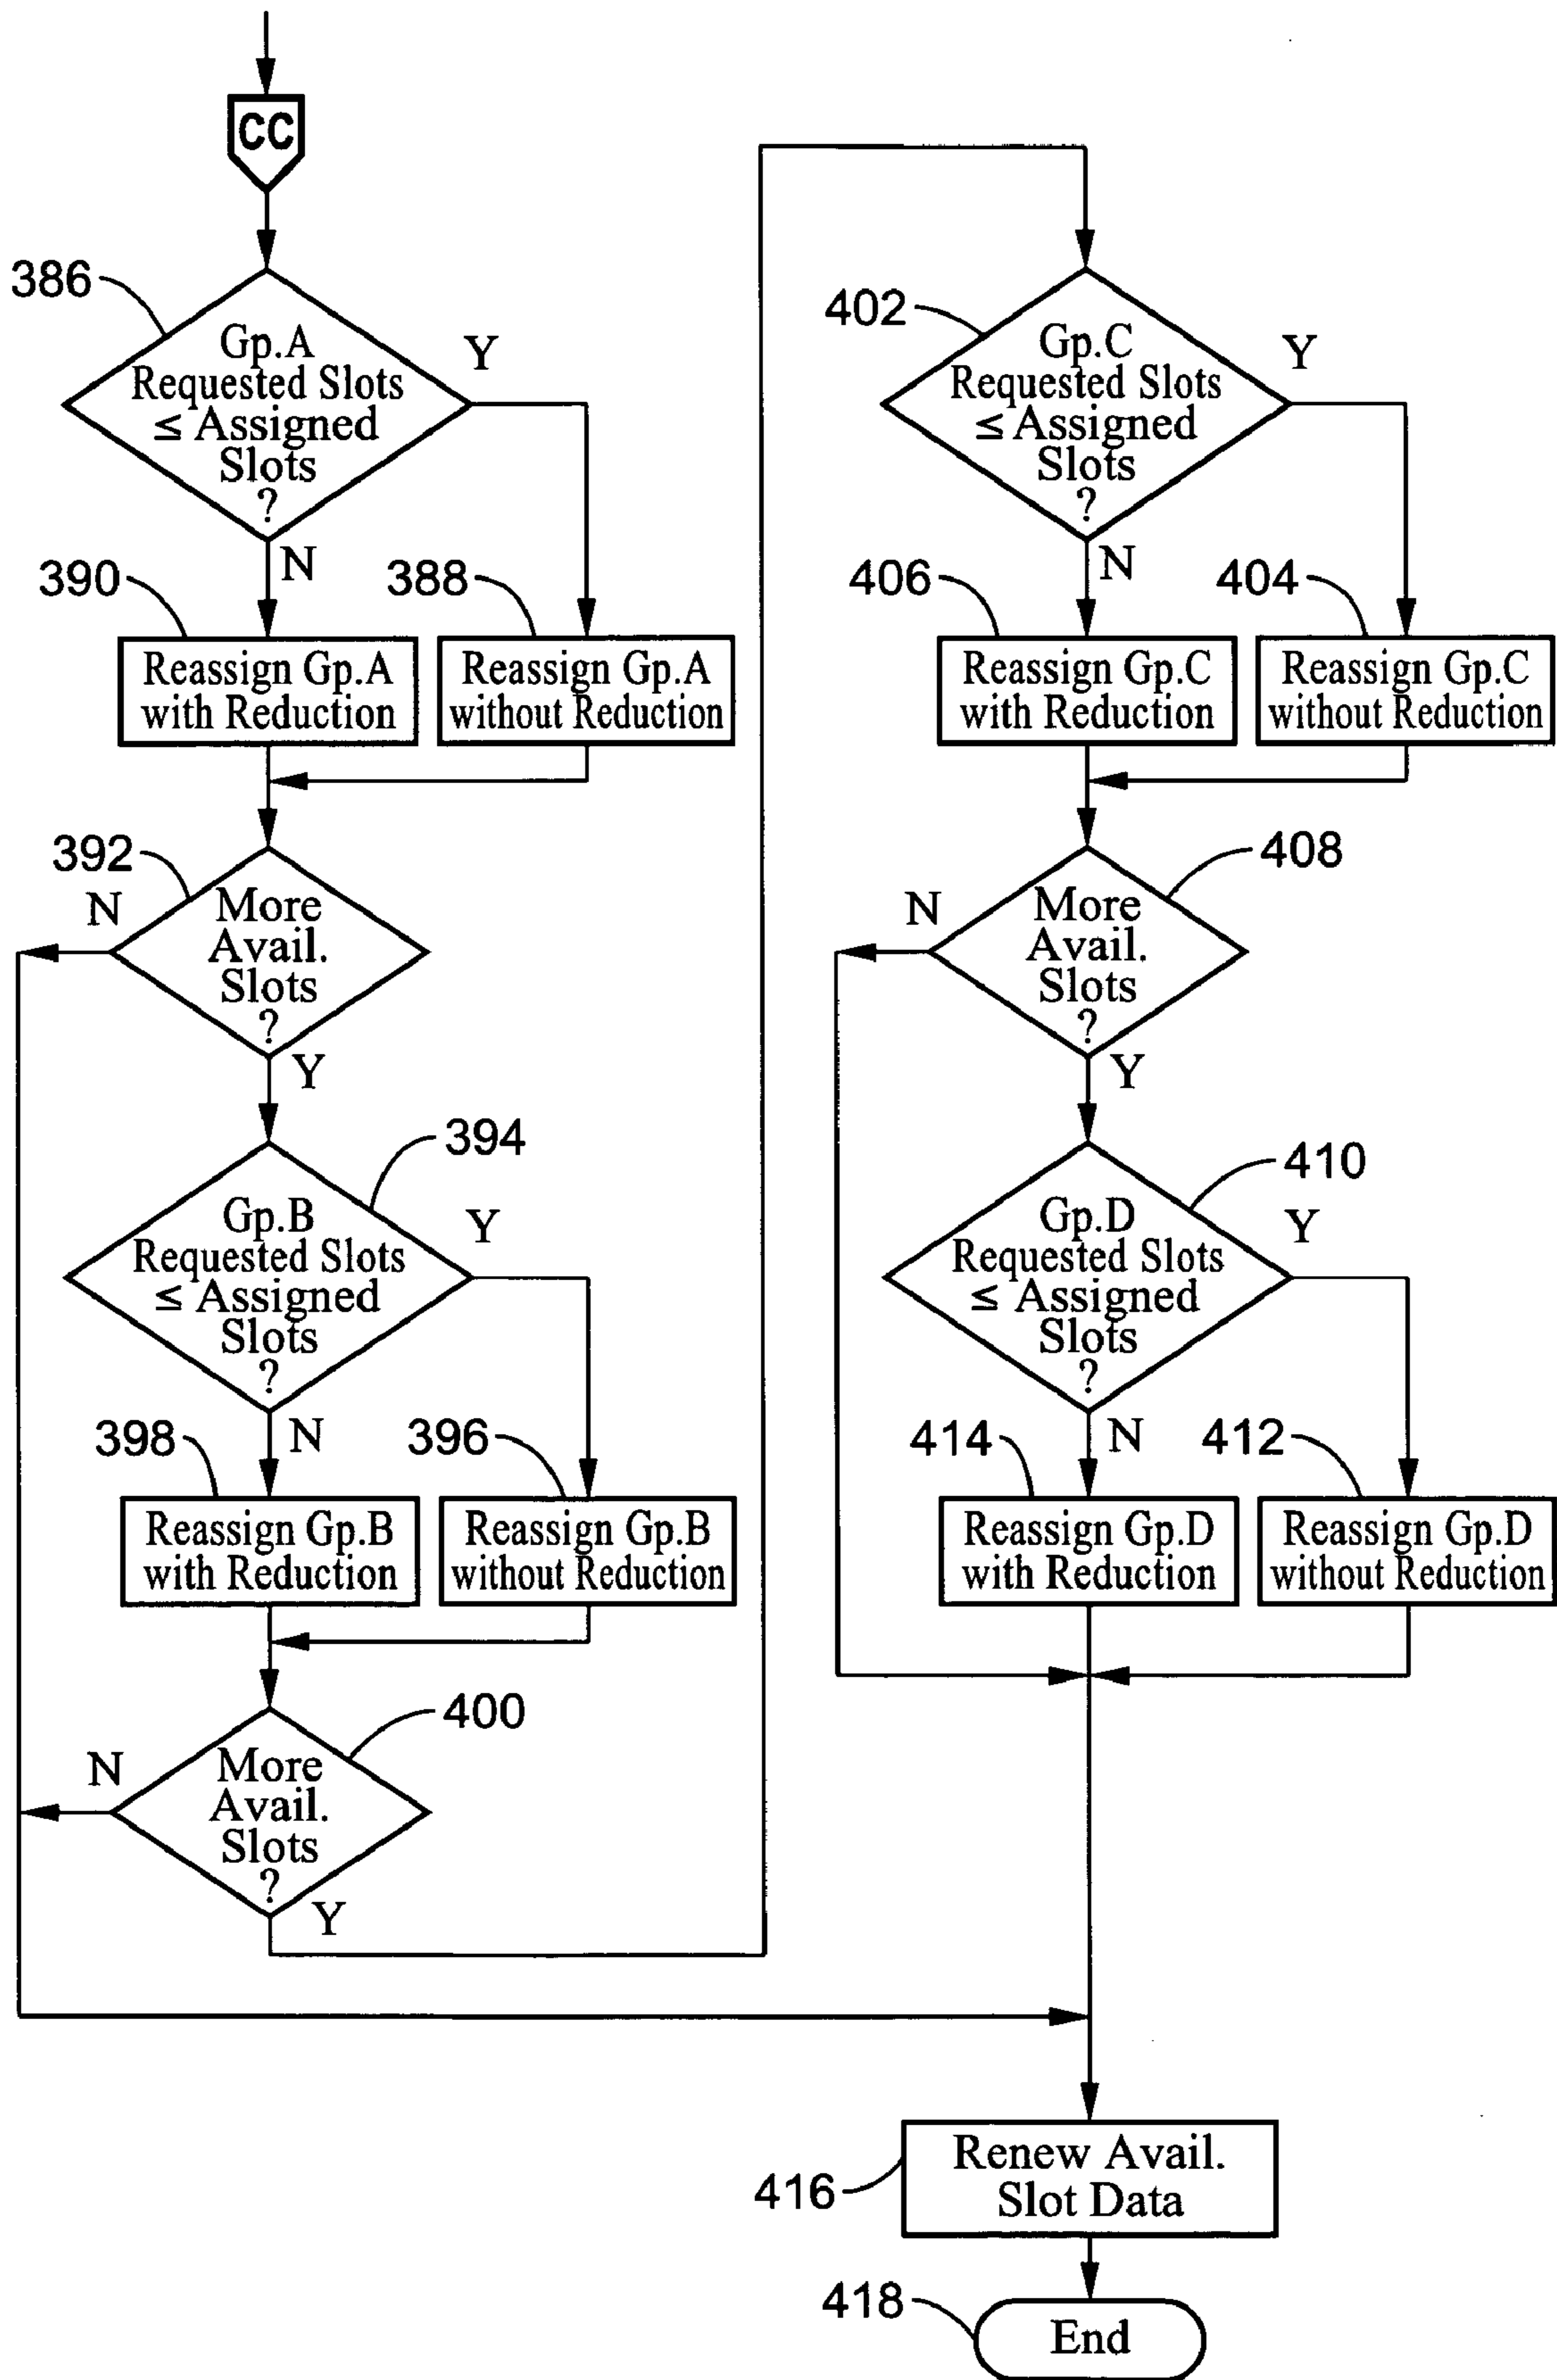 CC
386
Gp.A
Requested Slots
≤ Assigned
Slots
?
Y
N
390
Reassign Gp.A
with Reduction
388
Reassign Gp.A
without Reduction
392
N
More
Avail.
Slots
?
Y
394
Gp.B
Requested Slots
≤ Assigned
Slots
?
Y
N
398
Reassign Gp.B
with Reduction
396
Reassign Gp.B
without Reduction
400
N
More
Avail.
Slots
?
Y
402
Gp.C
Requested Slots
≤ Assigned
Slots
?
Y
N
406
Reassign Gp.C
with Reduction
404
Reassign Gp.C
without Reduction
408
N
More
Avail.
Slots
?
Y
410
Gp.D
Requested Slots
≤ Assigned
Slots
?
Y
N
414
Reassign Gp.D
with Reduction
412
Reassign Gp.D
without Reduction
416
Renew Avail.
Slot Data
418
End